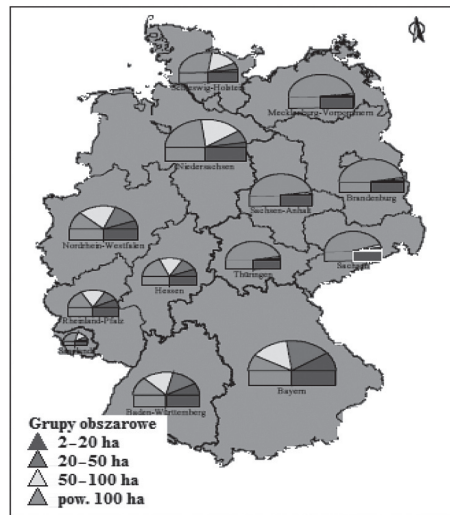 Schleswig-Holstein
Mecklenburg-Vorpommern
Niedersachsen
Brandenburg
Sachsen-Anhalt
Nordrhein-Westfalen
Sachsen
Thüringen
Hessen
Rheinland-Pfalz
Saarland
Bayern
Baden-Württemberg
Grupy obszarowe
2–20 ha
20–50 ha
50–100 ha
pow. 100 ha